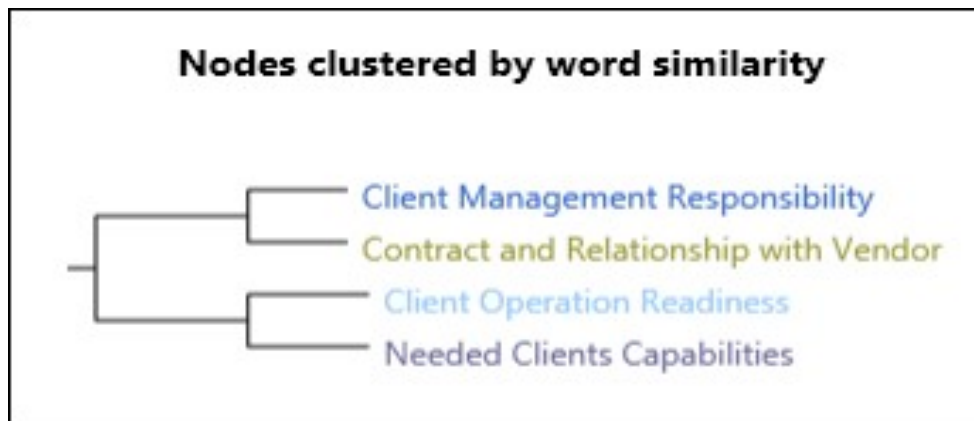 Nodes clustered by word similarity
Client Management Responsibility
Contract and Relationship with Vendor
Client Operation Readiness
Needed Clients Capabilities